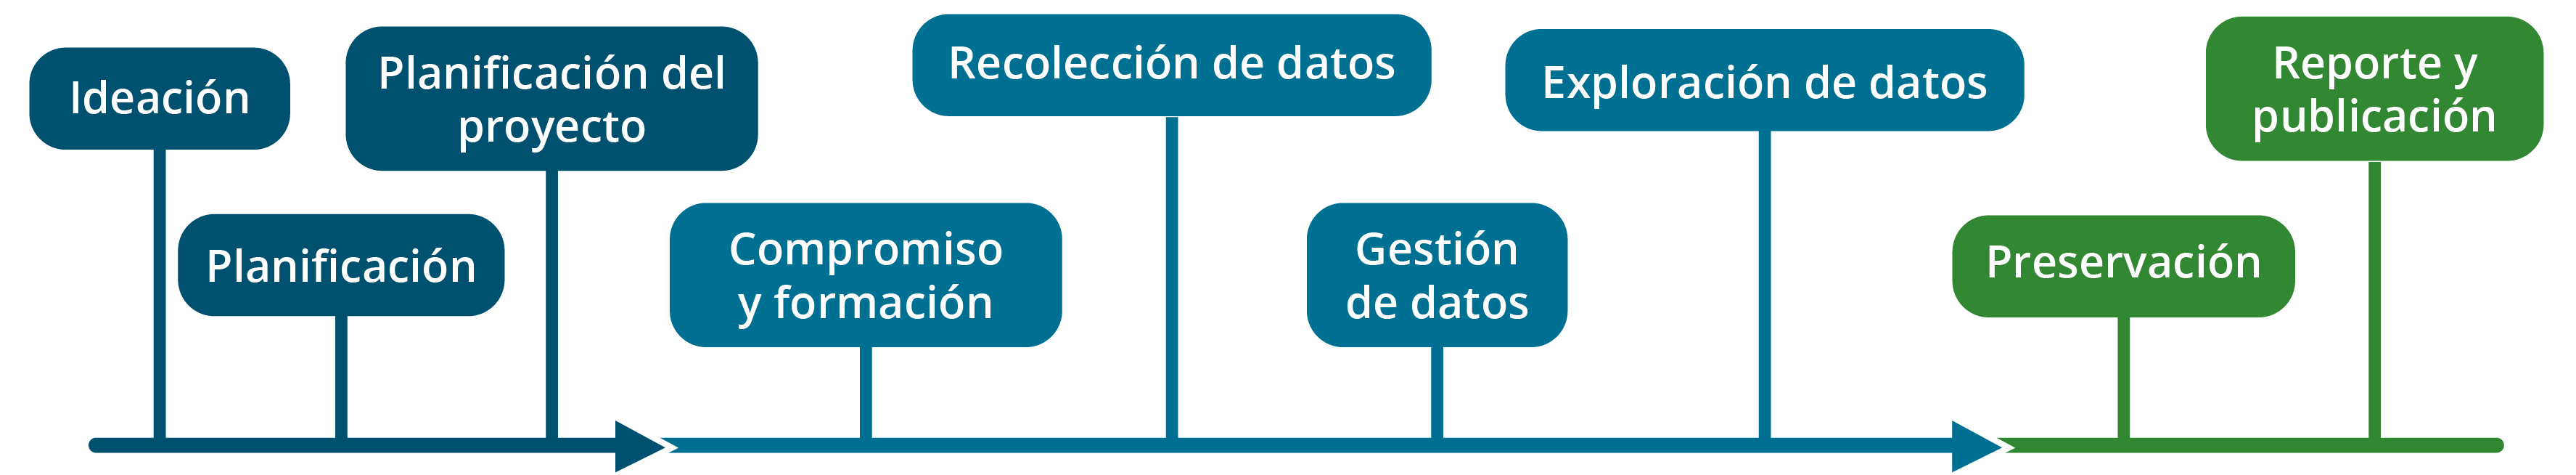 Ideación
Planificación
Planificación del
proyecto
Compromiso
y formación
Recolección de datos
Gestión
de datos
Exploración de datos
Preservación
Reporte y
publicación